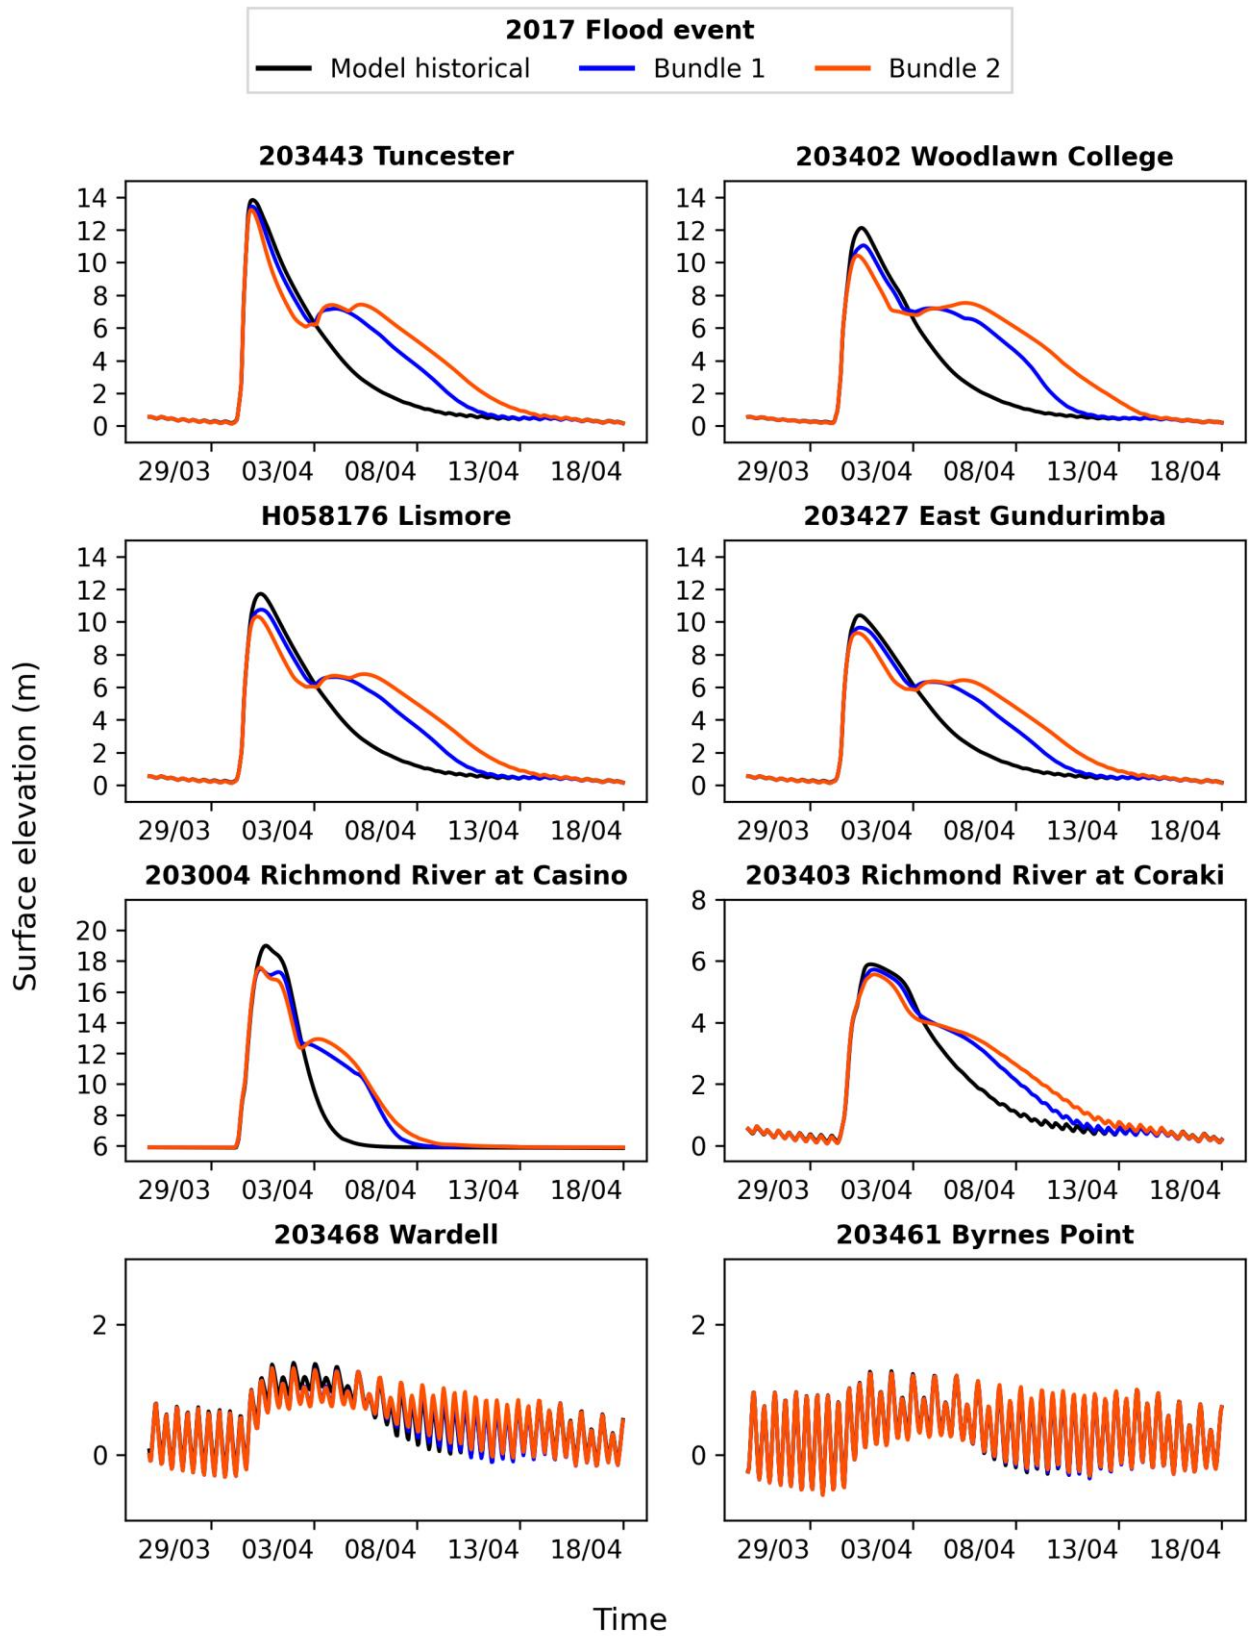 2017 Flood event
Model historical Bundle 1 Bundle 2
203443 Tuncester
14
12
10
8
6
4
2
0
29/03 03/04 08/04 13/04 18/04
203402 Woodlawn College
14
12
10
8
6
4
2
0
29/03 03/04 08/04 13/04 18/04
H058176 Lismore
14
12
10
8
6
4
2
0
29/03 03/04 08/04 13/04 18/04
203427 East Gundurimba
14
12
10
8
6
4
2
0
29/03 03/04 08/04 13/04 18/04
203004 Richmond River at Casino
20
18
16
14
12
10
8
6
29/03 03/04 08/04 13/04 18/04
203403 Richmond River at Coraki
8
6
4
2
0
29/03 03/04 08/04 13/04 18/04
203468 Wardell
2
0
29/03 03/04 08/04 13/04 18/04
203461 Byrnes Point
2
0
29/03 03/04 08/04 13/04 18/04
Surface elevation (m)
Time